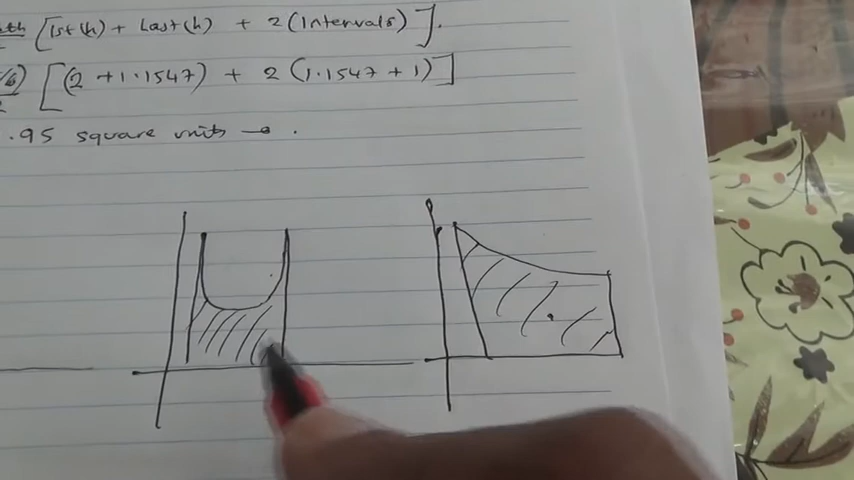 [1st(h) + Last(h) + 2(Intervals)].
[(2 + 1.1547) + 2 (1.1547 + 1)]
.95 square units → .